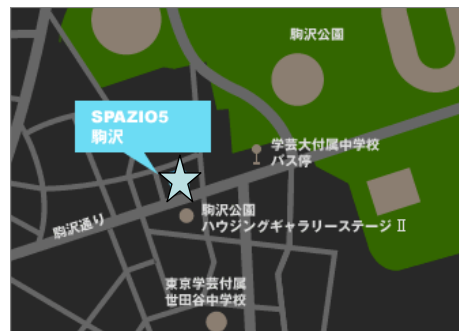 駒沢公園
SPAZIO5
駒沢
学芸大付属中学校
バス停
駒沢公園
ハウジングギャラリーステージ Ⅱ
駒沢通り
東京学芸付属
世田谷中学校